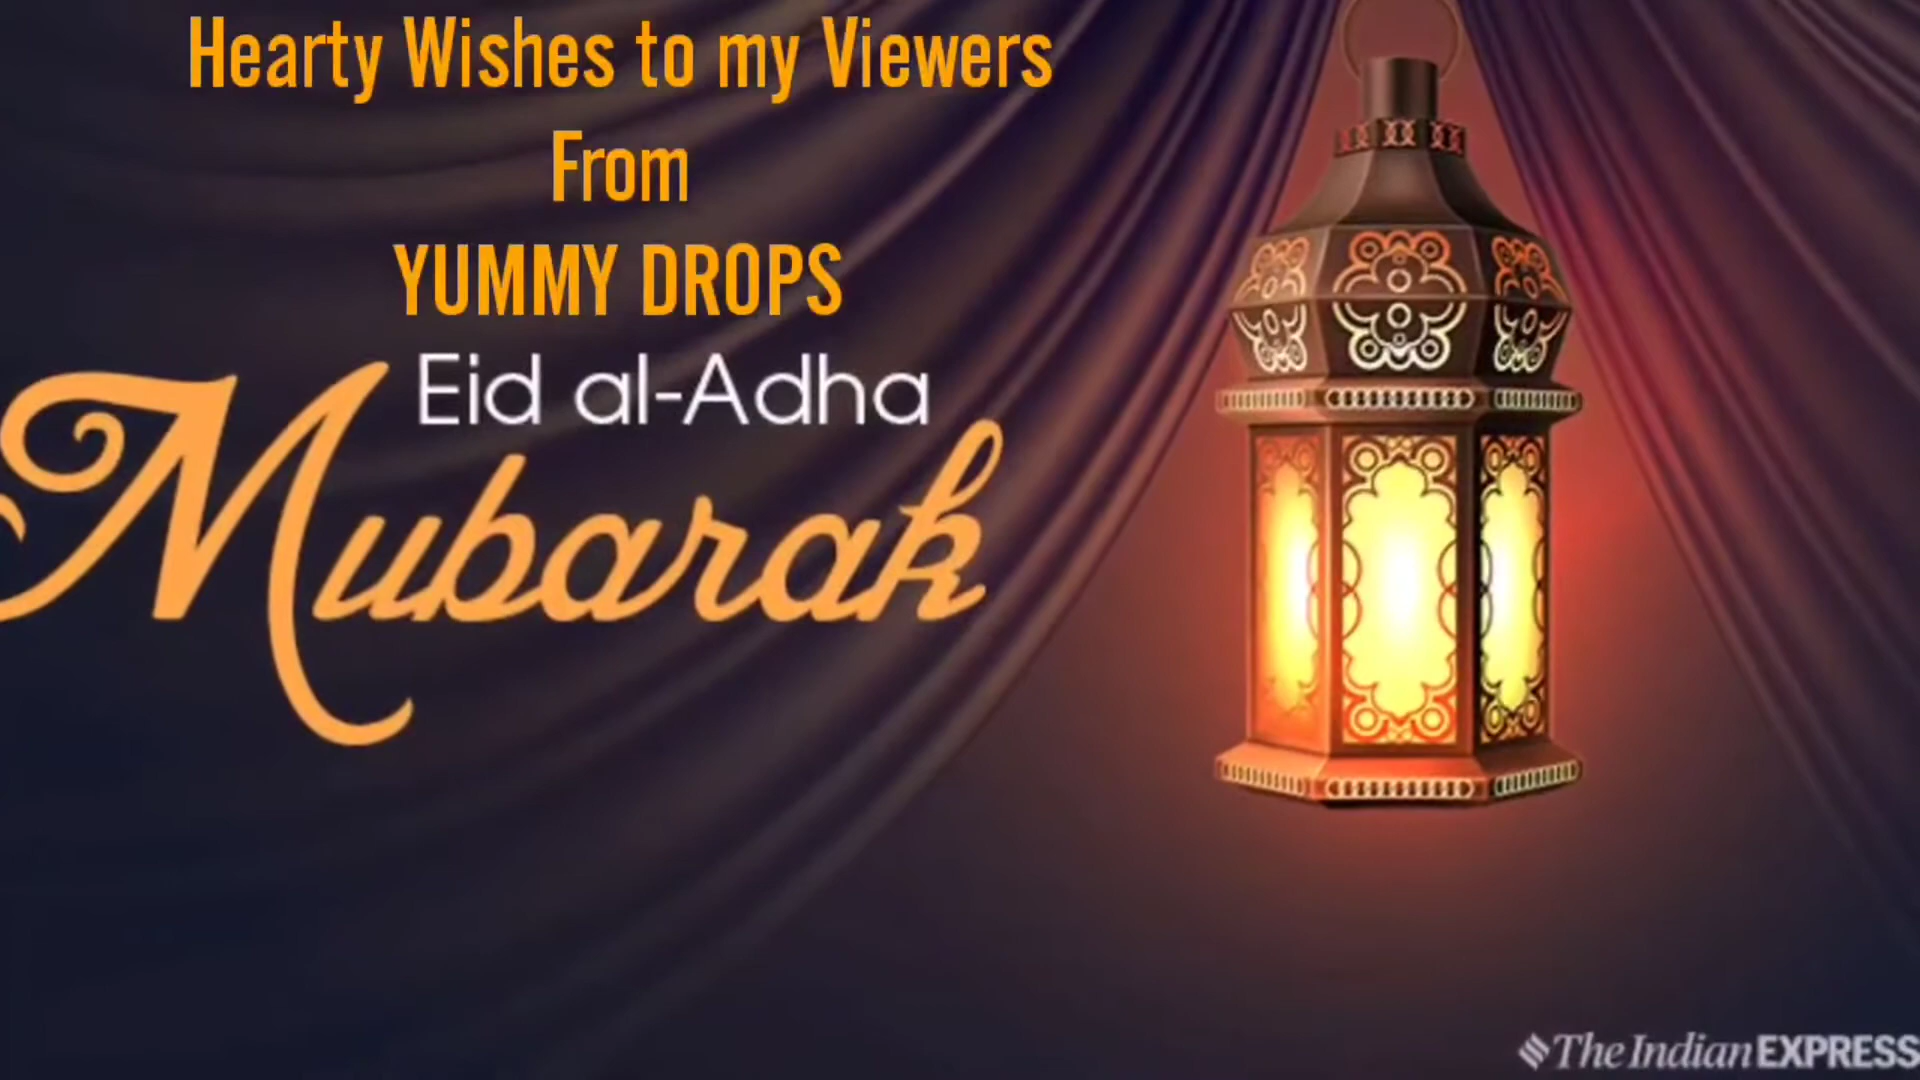 Hearty Wishes to my Viewers
From
YUMMY DROPS
Eid al-Adha
Mubarak
The Indian EXPRESS